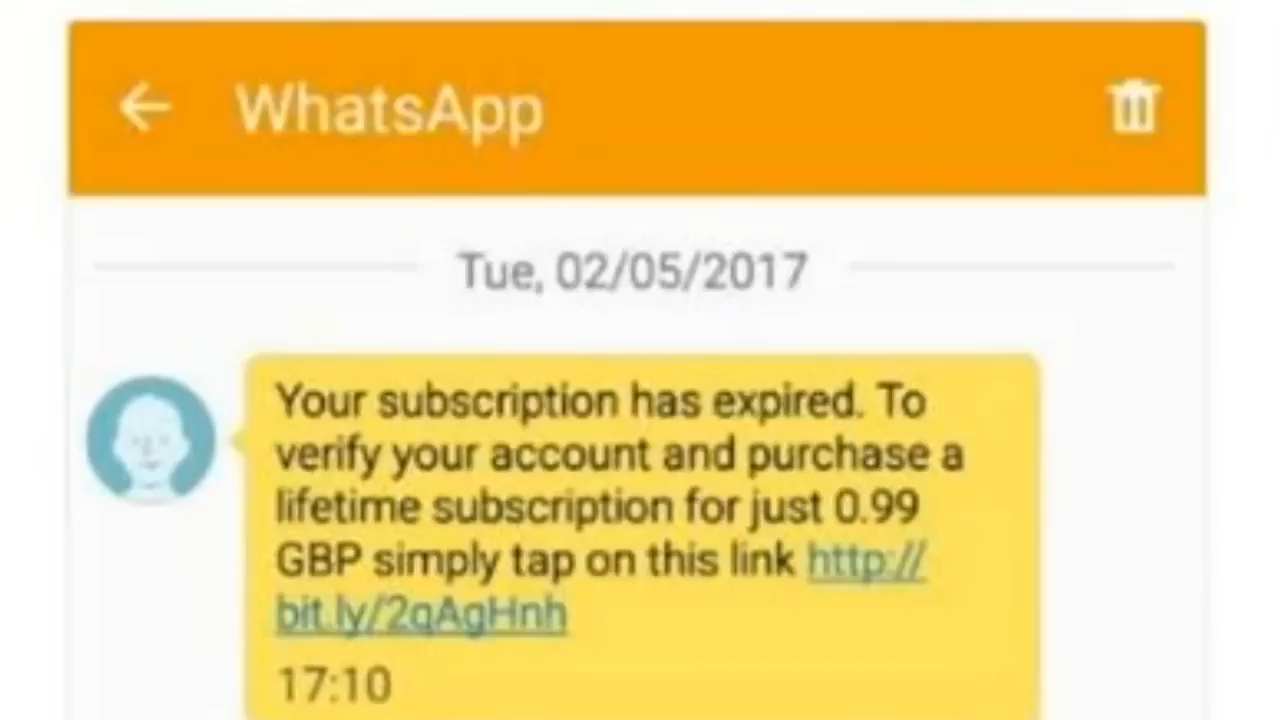 WhatsApp
Tue, 02/05/2017
Your subscription has expired. To
verify your account and purchase a
lifetime subscription for just 0.99
GBP simply tap on this link http://
bit.ly/2qAgHnh
17:10